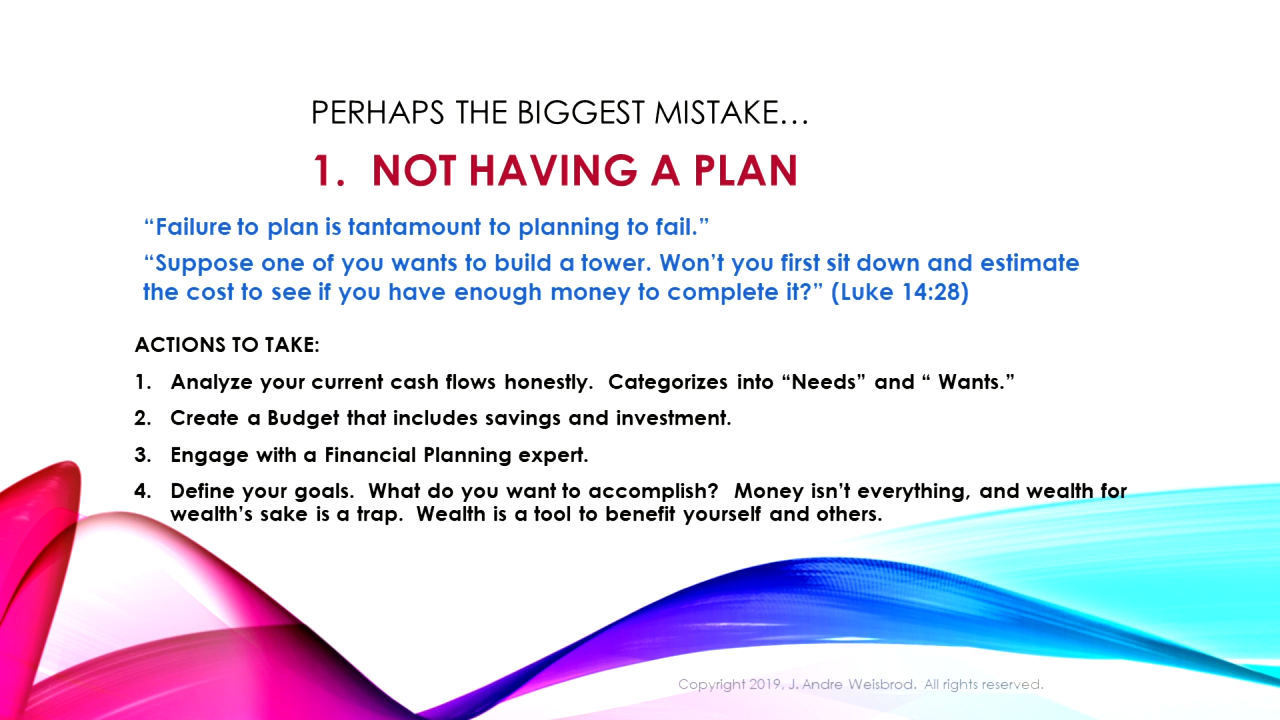 PERHAPS THE BIGGEST MISTAKE…
1. NOT HAVING A PLAN
“Failure to plan is tantamount to planning to fail.”
“Suppose one of you wants to build a tower. Won’t you first sit down and estimate
the cost to see if you have enough money to complete it?” (Luke 14:28)
ACTIONS TO TAKE:
1. Analyze your current cash flows honestly.  Categorizes into “Needs” and “ Wants.”
2. Create a Budget that includes savings and investment.
3. Engage with a Financial Planning expert.
4. Define your goals.  What do you want to accomplish?  Money isn’t everything, and wealth for
wealth’s sake is a trap.  Wealth is a tool to benefit yourself and others.
Copyright 2019, J. Andre Weisbrod.  All rights reserved.